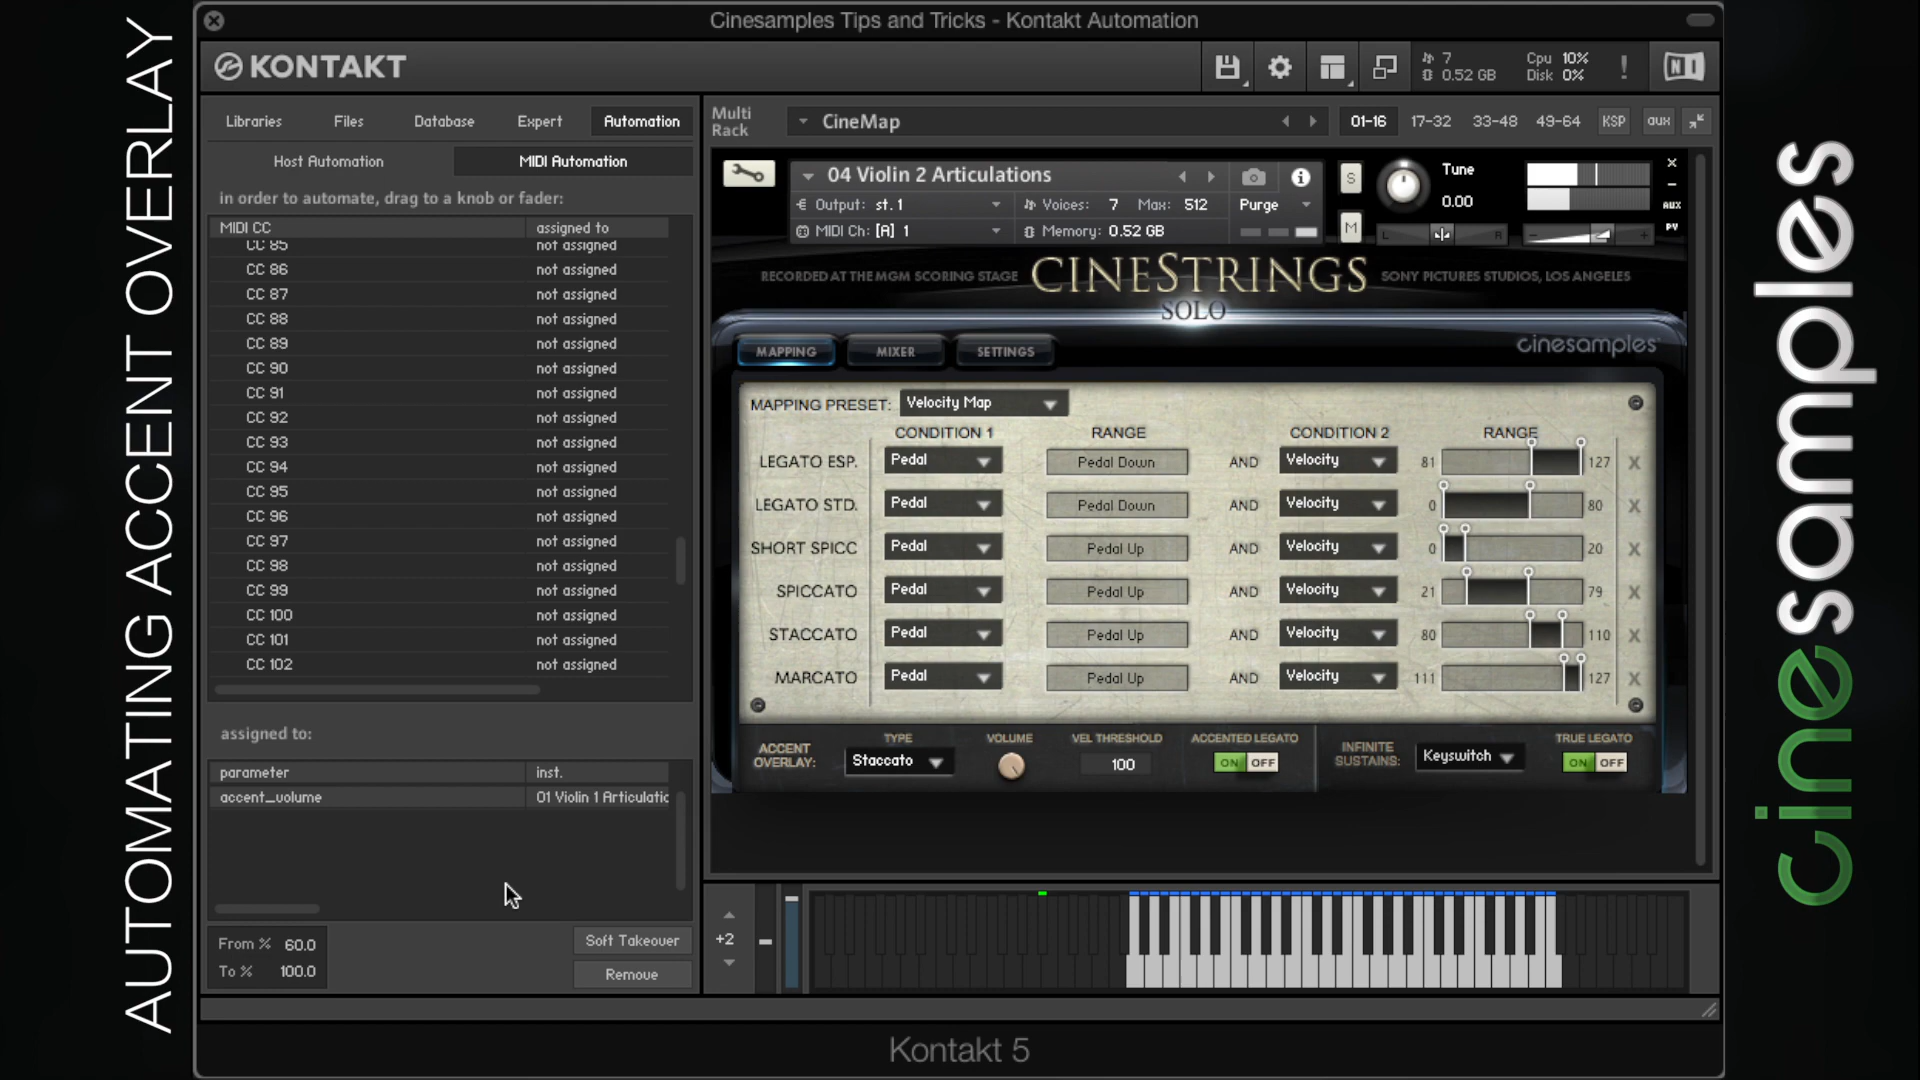 Cinesamples Tips and Tricks - Kontakt Automation
AUTOMATING ACCENT OVERLAY
KONTAKT
7
0.52 GB
Cpu 10%
Disk 0%
!
NI
Libraries Files Database Expert Automation
Host Automation MIDI Automation
in order to automate, drag to a knob or fader:
MIDI CC assigned to
CC 85 not assigned
CC 86 not assigned
CC 87 not assigned
CC 88 not assigned
CC 89 not assigned
CC 90 not assigned
CC 91 not assigned
CC 92 not assigned
CC 93 not assigned
CC 94 not assigned
CC 95 not assigned
CC 96 not assigned
CC 97 not assigned
CC 98 not assigned
CC 99 not assigned
CC 100 not assigned
CC 101 not assigned
CC 102 not assigned
assigned to:
parameter inst.
accent_volume 01 Violin 1 Articulatic
From % 60.0
To % 100.0
Soft Takeover
Remove
Multi
Rack
CineMap
01-16 17-32 33-48 49-64 KSP aux
04 Violin 2 Articulations
Output: st. 1 Voices: 7 Max: 512 Purge
MIDI Ch: [A] 1 Memory: 0.52 GB
S
M
Tune
0.00
L R
- +
x
-
AUX
PV
RECORDED AT THE MGM SCORING STAGE CINESTRINGS SONY PICTURES STUDIOS, LOS ANGELES
SOLO
MAPPING MIXER SETTINGS cinesamples
MAPPING PRESET: Velocity Map
CONDITION 1 RANGE CONDITION 2 RANGE
LEGATO ESP. Pedal Pedal Down AND Velocity 81 127 X
LEGATO STD. Pedal Pedal Down AND Velocity 0 80 X
SHORT SPICC Pedal Pedal Up AND Velocity 0 20 X
SPICCATO Pedal Pedal Up AND Velocity 21 79 X
STACCATO Pedal Pedal Up AND Velocity 80 110 X
MARCATO Pedal Pedal Up AND Velocity 111 127 X
ACCENT
OVERLAY:
TYPE
Staccato
VOLUME
VEL THRESHOLD
100
ACCENTED LEGATO
ON OFF
INFINITE
SUSTAINS:
Keyswitch
TRUE LEGATO
ON OFF
+2
Kontakt 5
cinesamples